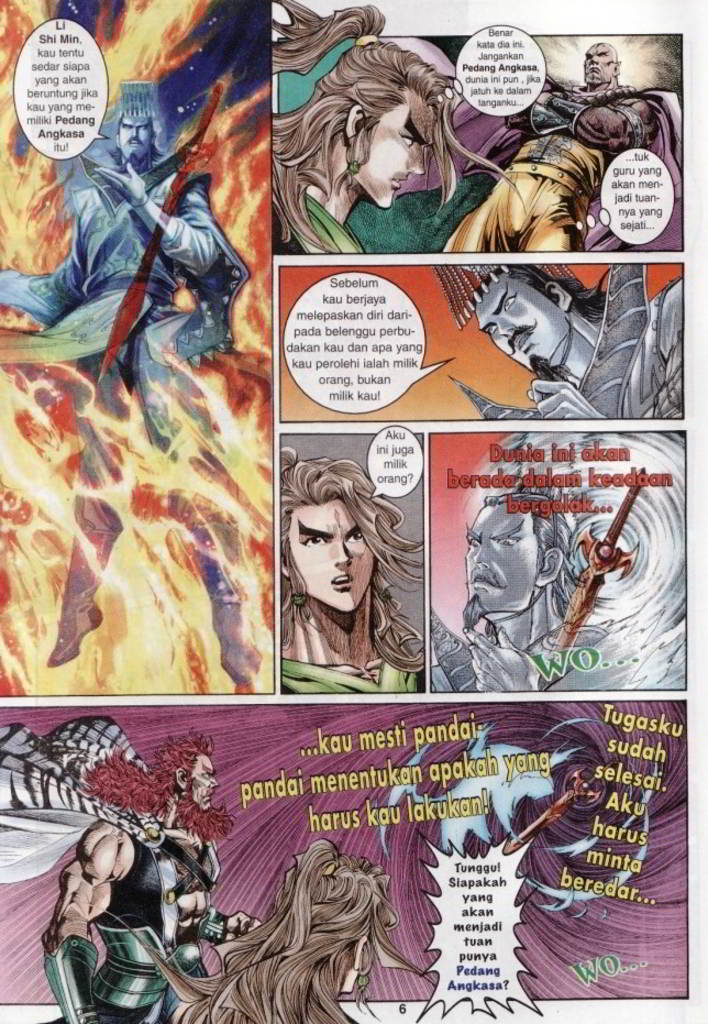 Li
Shi Min,
kau tentu
sedar siapa
yang akan
beruntung jika
kau yang me-
miliki Pedang
Angkasa
itu!
Benar
kata dia ini.
Jangankan
Pedang Angkasa,
dunia ini pun , jika
jatuh ke dalam
tanganku...
...tuk
guru yang
akan men-
jadi tuan-
nya yang
sejati...
Sebelum
kau berjaya
melepaskan diri dari-
pada belenggu perbu-
dakan kau dan apa yang
kau perolehi ialah milik
orang, bukan
milik kau!
Aku
ini juga
milik
orang?
Dunia ini akan
berada dalam keadaan
bergolak...
WO...
...kau mesti pandai-
pandai menentukan apakah yang
harus kau lakukan!
Tugasku
sudah
selesai.
Aku
harus
minta
beredar...
Tunggu!
Siapakah
yang
akan
menjadi
tuan
punya
Pedang
Angkasa?
WO...
6